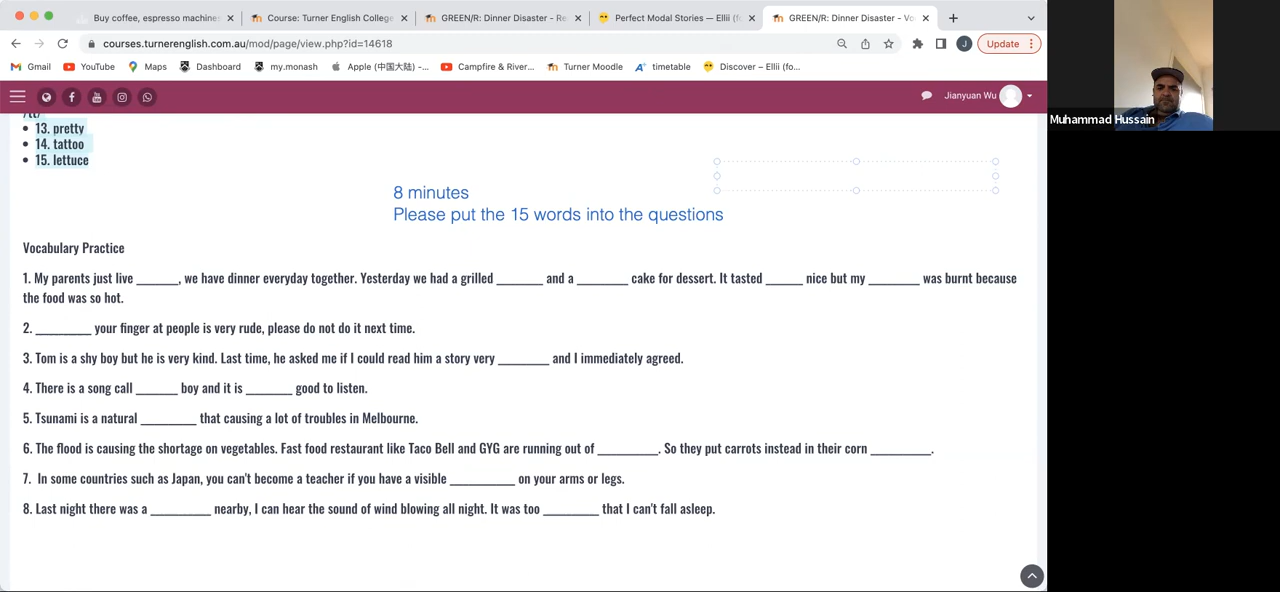 Buy coffee, espresso machines
Course: Turner English College
GREEN/R: Dinner Disaster - Re
Perfect Modal Stories — Ellii (f
GREEN/R: Dinner Disaster - Vo
courses.turnerenglish.com.au/mod/page/view.php?id=14618
J
Update
Gmail
YouTube
Maps
Dashboard
my.monash
Apple (中国大陆) -...
Campfire & River...
Turner Moodle
timetable
Discover – Ellii (fo...
Jianyuan Wu
Muhammad Hussain
• 13. pretty
• 14. tattoo
• 15. lettuce
8 minutes
Please put the 15 words into the questions
Vocabulary Practice
1. My parents just live ______, we have dinner everyday together. Yesterday we had a grilled _______ and a ________ cake for dessert. It tasted ______ nice but my ________ was burnt because
the food was so hot.
2. _________ your finger at people is very rude, please do not do it next time.
3. Tom is a shy boy but he is very kind. Last time, he asked me if I could read him a story very ________ and I immediately agreed.
4. There is a song call ______ boy and it is _______ good to listen.
5. Tsunami is a natural _________ that causing a lot of troubles in Melbourne.
6. The flood is causing the shortage on vegetables. Fast food restaurant like Taco Bell and GYG are running out of __________. So they put carrots instead in their corn __________.
7. In some countries such as Japan, you can't become a teacher if you have a visible __________ on your arms or legs.
8. Last night there was a __________ nearby, I can hear the sound of wind blowing all night. It was too _________ that I can't fall asleep.